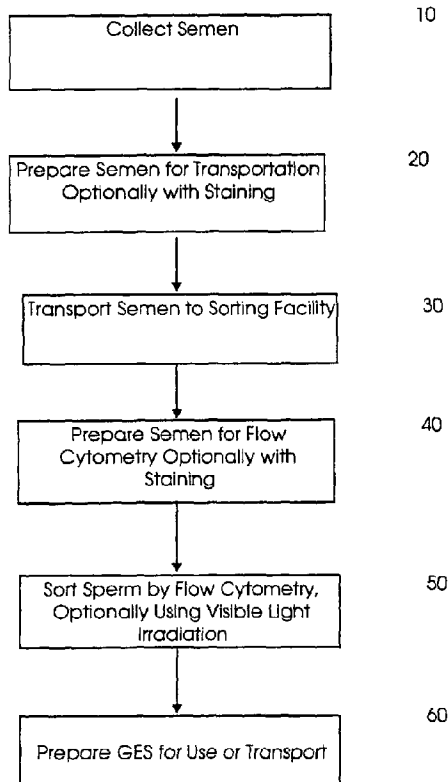 10
Collect Semen
20
Prepare Semen for Transportation
Optionally with Staining
30
Transport Semen to Sorting Facility
40
Prepare Semen for Flow
Cytometry Optionally with
Staining
50
Sort Sperm by Flow Cytometry,
Optionally Using Visible Light
Irradiation
60
Prepare GES for Use or Transport